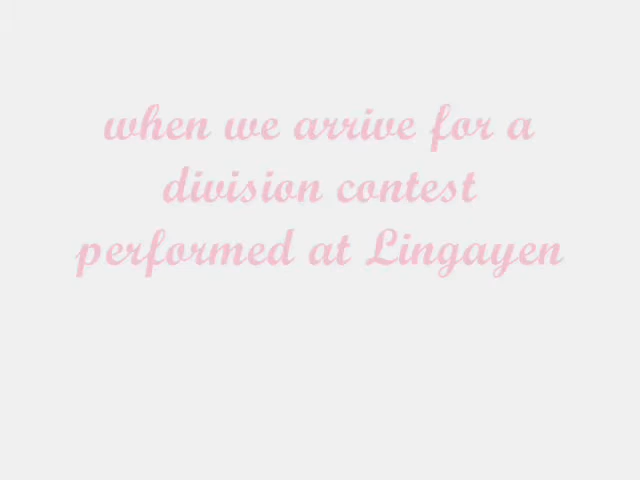 when we arrive for a
division contest
performed at Lingayen